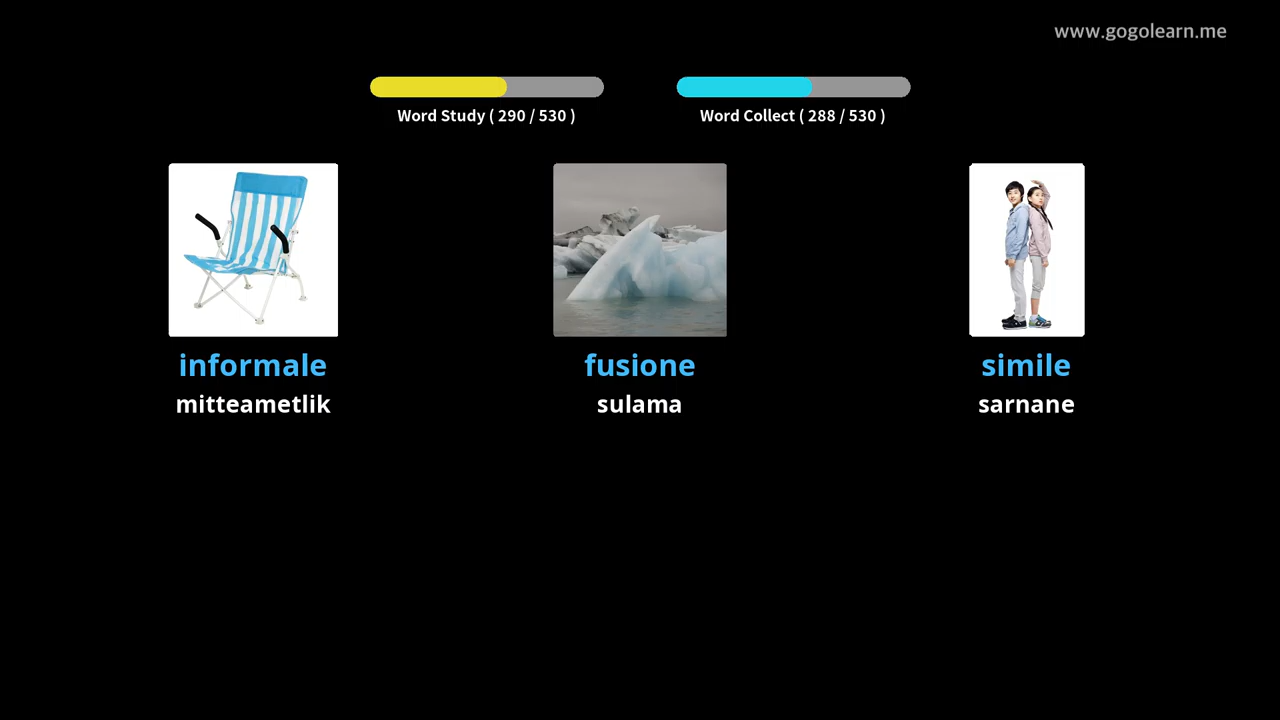 www.gogolearn.me
Word Study ( 290 / 530 )
Word Collect ( 288 / 530 )
informale
mitteametlik
fusione
sulama
simile
sarnane